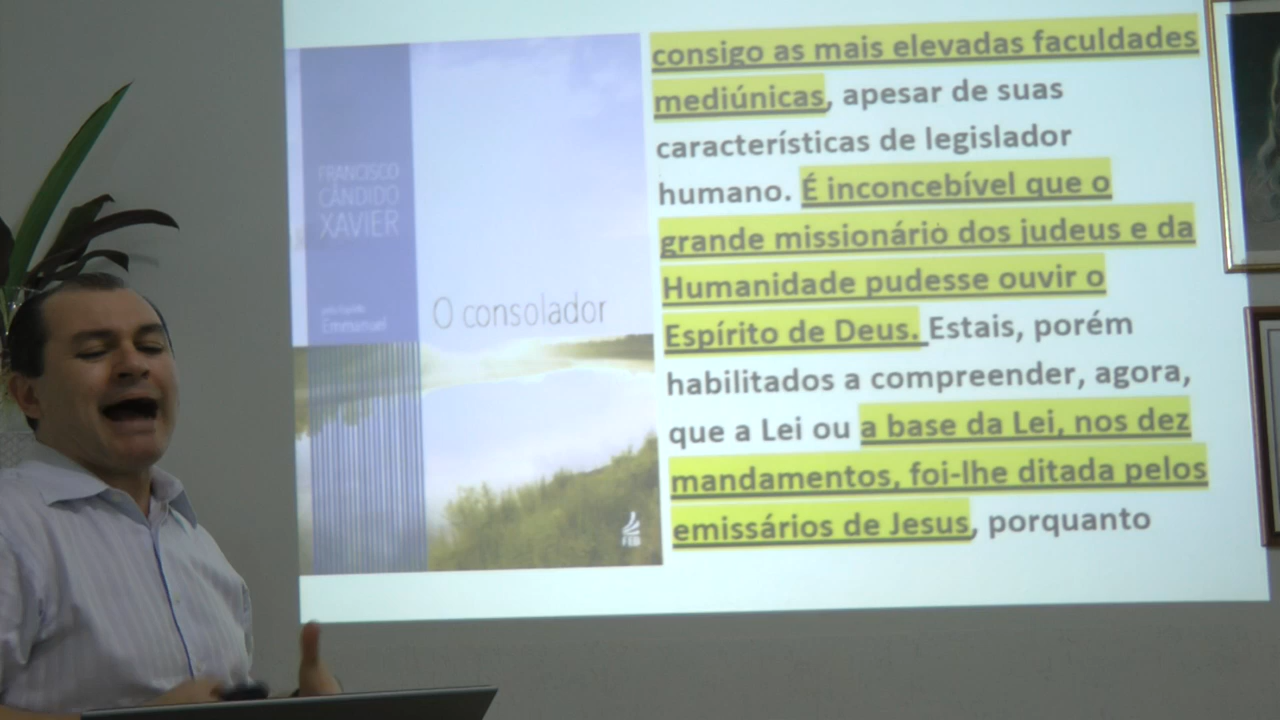 FRANCISCO
CÂNDIDO
XAVIER
Emmanuel
O consolador
FEB
consigo as mais elevadas faculdades
mediúnicas, apesar de suas
características de legislador
humano. É inconcebível que o
grande missionário dos judeus e da
Humanidade pudesse ouvir o
Espírito de Deus. Estais, porém
habilitados a compreender, agora,
que a Lei ou a base da Lei, nos dez
mandamentos, foi-lhe ditada pelos
emissários de Jesus, porquanto